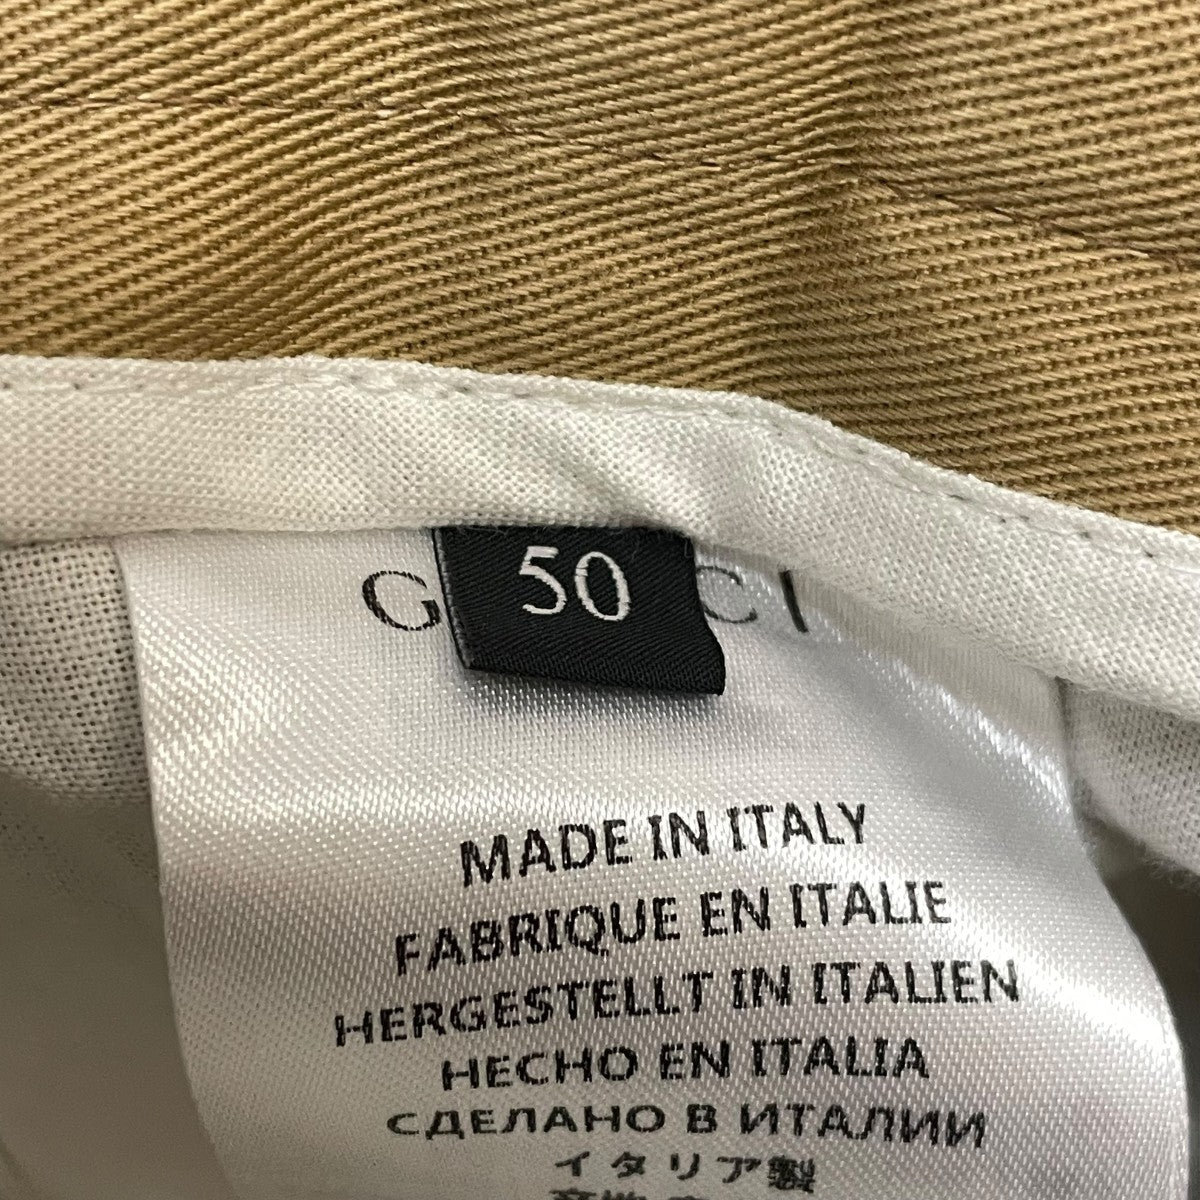 50
G CI
MADE IN ITALY
FABRIQUE EN ITALIE
HERGESTELLT IN ITALIEN
HECHO EN ITALIA
СДЕЛАНО В ИТАЛИИ
イタリア製